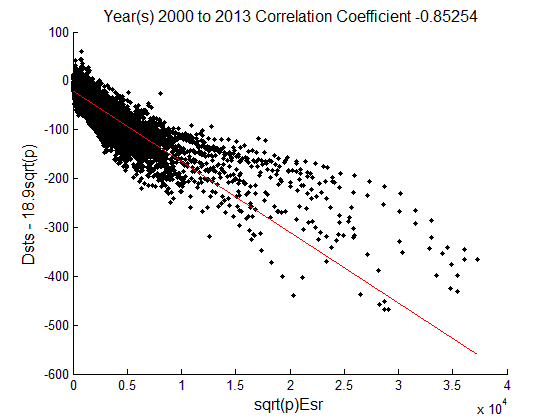 Year(s) 2000 to 2013 Correlation Coefficient -0.85254
100
0
-100
-200
-300
-400
-500
-600
Dsts - 18.9sqrt(p)
0 0.5 1 1.5 2 2.5 3 3.5 4
x 10^4
sqrt(p)Esr